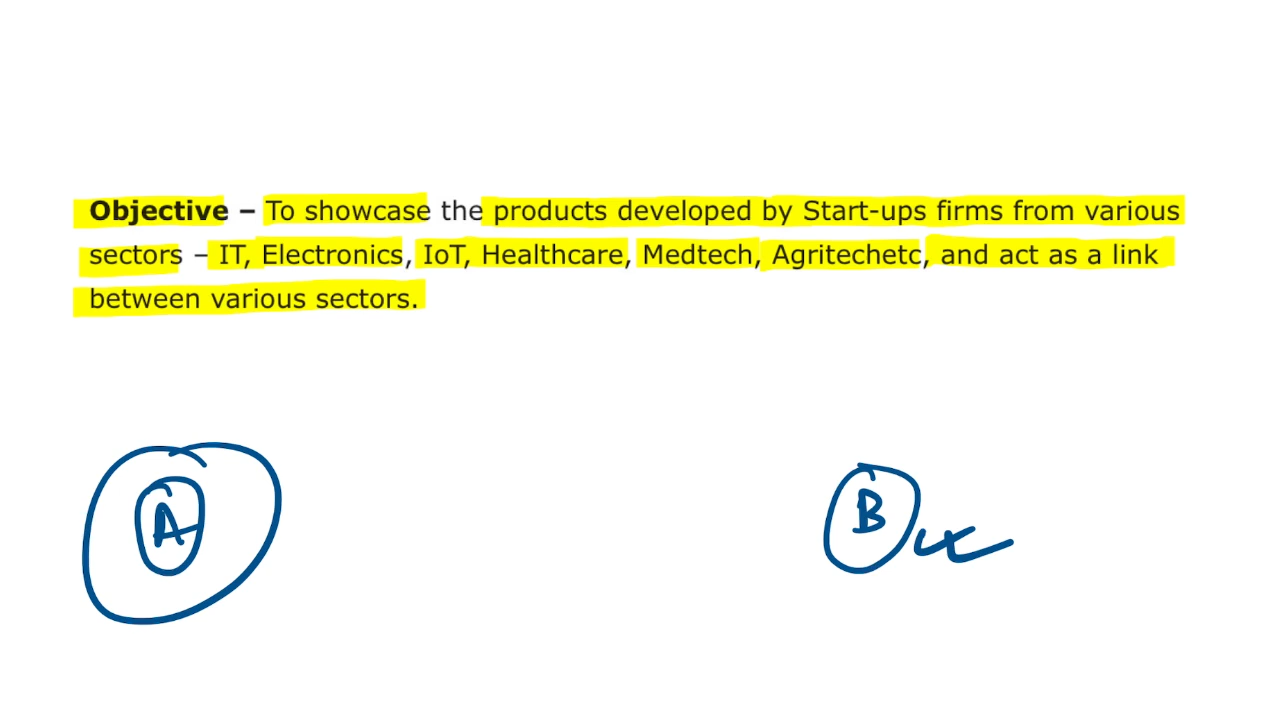 Objective – To showcase the products developed by Start-ups firms from various
sectors – IT, Electronics, IoT, Healthcare, Medtech, Agritechetc, and act as a link
between various sectors.
A
B